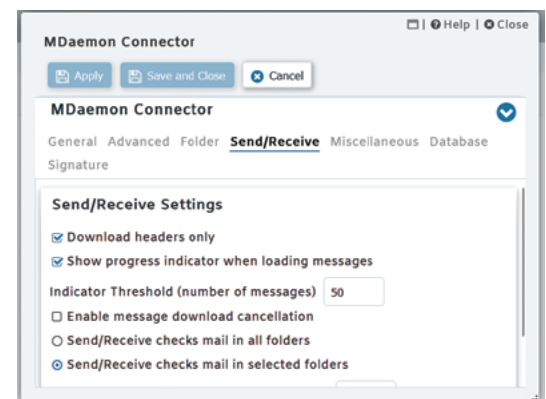 Help | Close
MDaemon Connector
Apply Save and Close Cancel
MDaemon Connector
General Advanced Folder Send/Receive Miscellaneous Database
Signature
Send/Receive Settings
Download headers only
Show progress indicator when loading messages
Indicator Threshold (number of messages) 50
Enable message download cancellation
Send/Receive checks mail in all folders
Send/Receive checks mail in selected folders